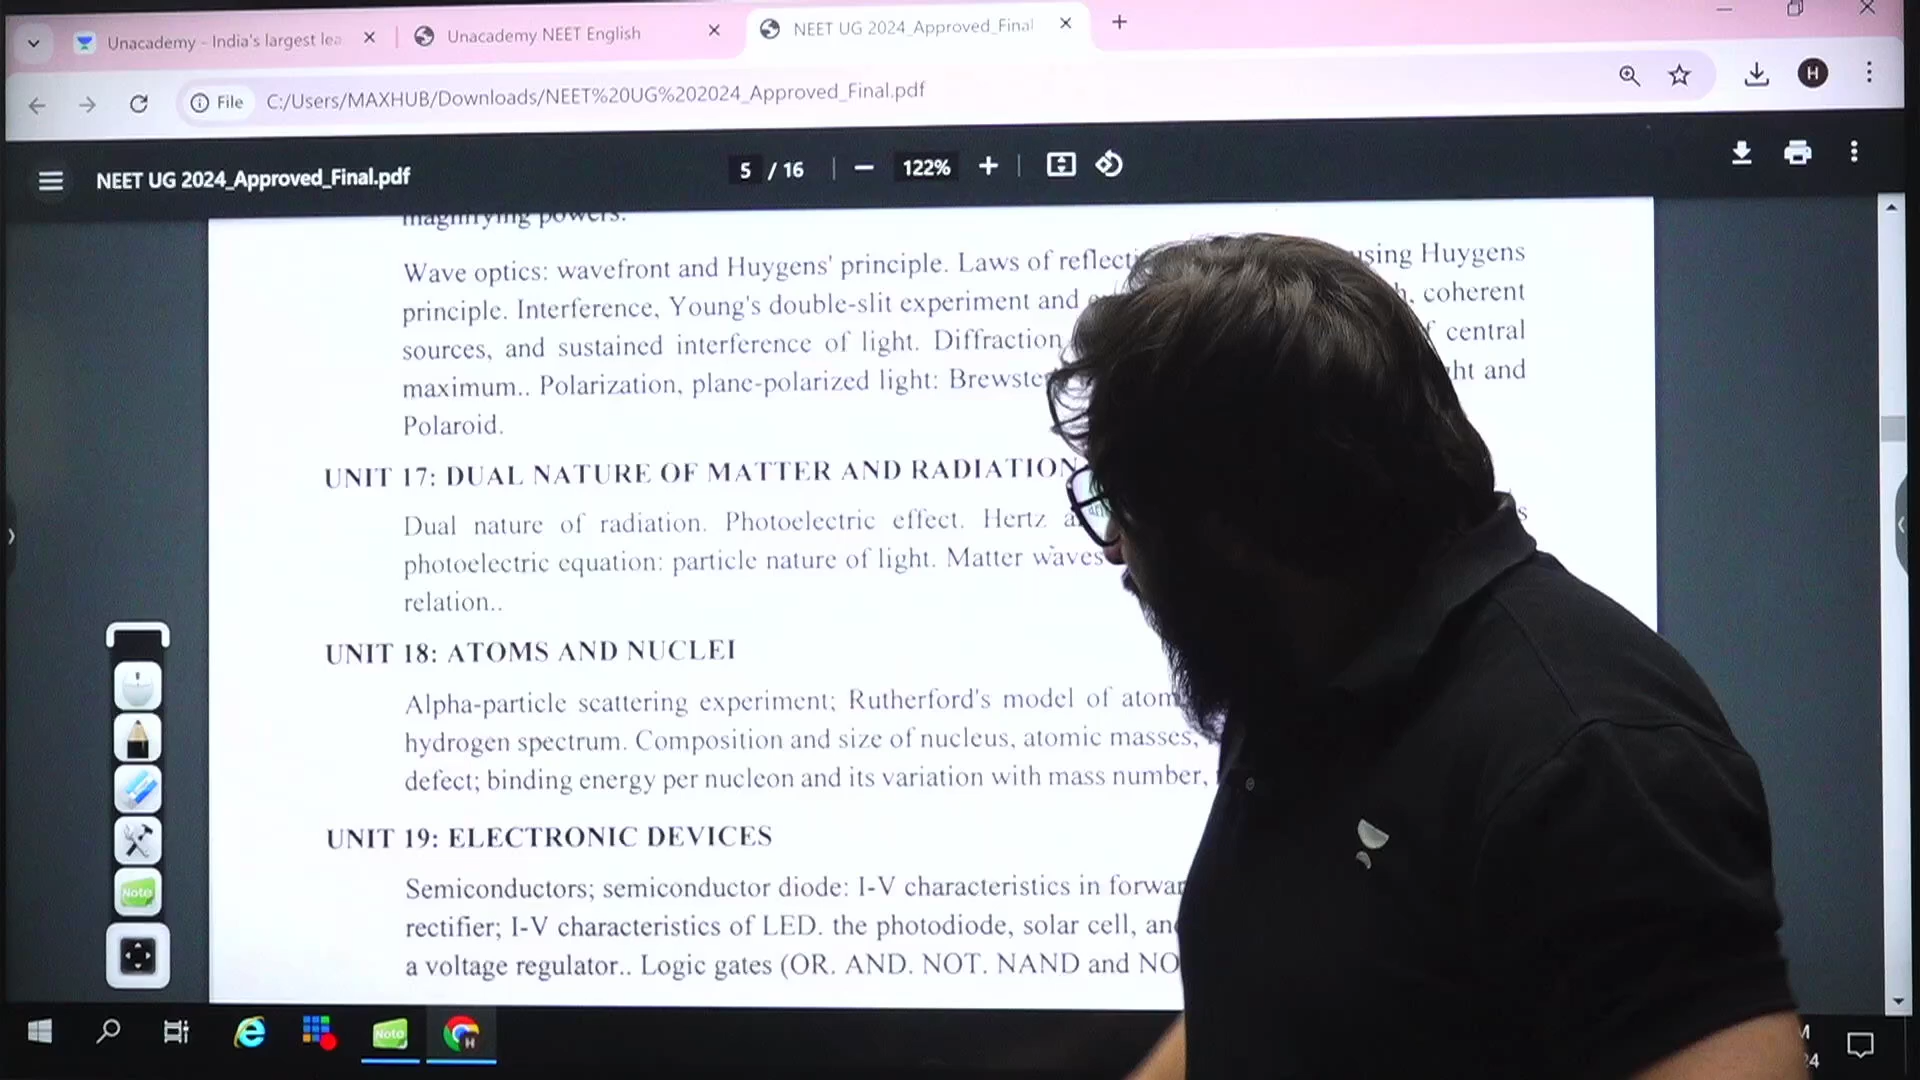 Unacademy - India's largest lea
Unacademy NEET English
NEET UG 2024_Approved_Final
File
C:/Users/MAXHUB/Downloads/NEET%20UG%202024_Approved_Final.pdf
H
NEET UG 2024_Approved_Final.pdf
5 / 16
122%
magnifying powers.
Wave optics: wavefront and Huygens' principle. Laws of reflecti using Huygens
principle. Interference, Young's double-slit experiment and coherent
sources, and sustained interference of light. Diffraction central
maximum.. Polarization, plane-polarized light: Brewste and
Polaroid.
UNIT 17: DUAL NATURE OF MATTER AND RADIATION
Dual nature of radiation. Photoelectric effect. Hertz
photoelectric equation: particle nature of light. Matter waves
relation..
UNIT 18: ATOMS AND NUCLEI
Alpha-particle scattering experiment; Rutherford's model of atom
hydrogen spectrum. Composition and size of nucleus, atomic masses,
defect; binding energy per nucleon and its variation with mass number,
UNIT 19: ELECTRONIC DEVICES
Semiconductors; semiconductor diode: I-V characteristics in forwar
rectifier; I-V characteristics of LED. the photodiode, solar cell, an
a voltage regulator.. Logic gates (OR. AND. NOT. NAND and NO
Note
Note
H